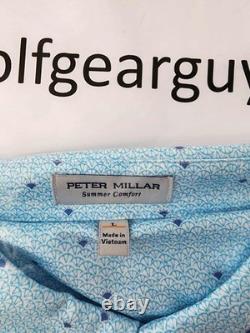 olfgearguy
PETER MILLAR
Summer Comfort
L
Made in
Vietnam